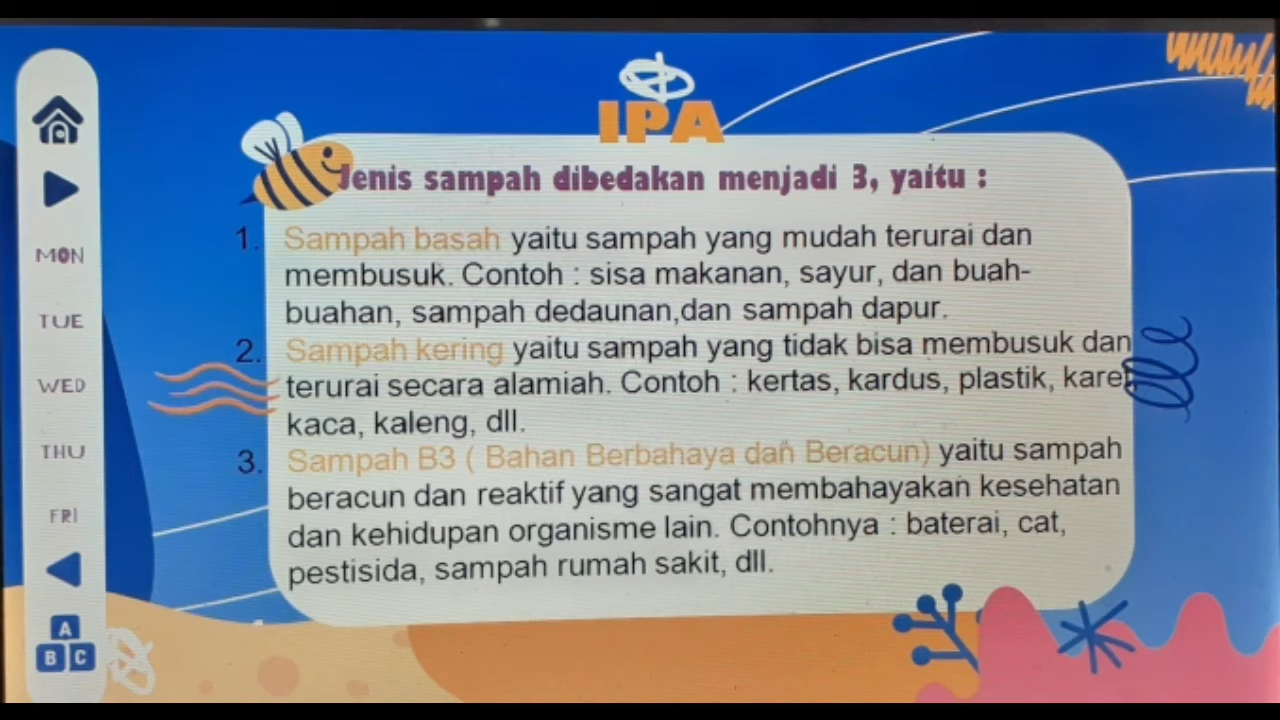 IPA
Jenis sampah dibedakan menjadi 3, yaitu :
1. Sampah basah yaitu sampah yang mudah terurai dan
membusuk. Contoh : sisa makanan, sayur, dan buah-
buahan, sampah dedaunan,dan sampah dapur.
2. Sampah kering yaitu sampah yang tidak bisa membusuk dan
terurai secara alamiah. Contoh : kertas, kardus, plastik, karet,
kaca, kaleng, dll.
3. Sampah B3 ( Bahan Berbahaya dan Beracun) yaitu sampah
beracun dan reaktif yang sangat membahayakan kesehatan
dan kehidupan organisme lain. Contohnya : baterai, cat,
pestisida, sampah rumah sakit, dll.
MON
TUE
WED
THU
FRI
A
B C